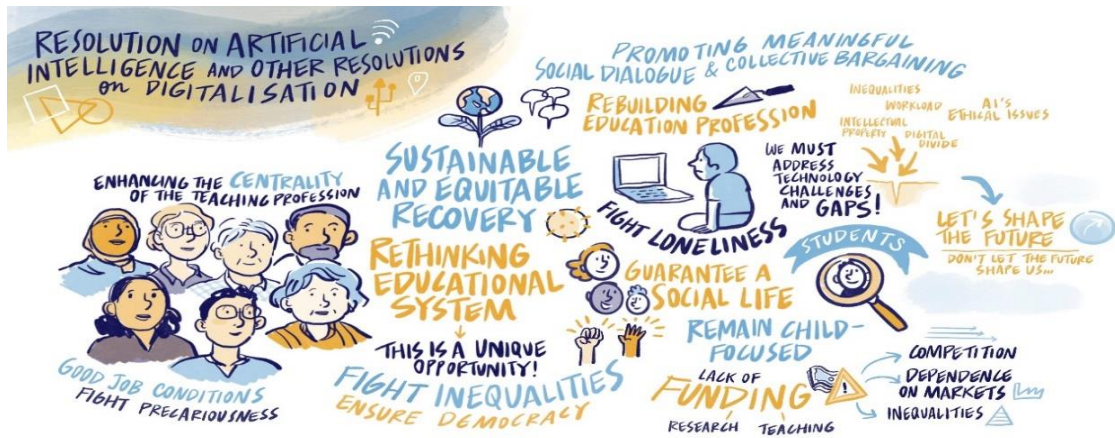 RESOLUTION ON ARTIFICIAL
INTELLIGENCE AND OTHER RESOLUTIONS
on DIGITALISATION
ENHANCING THE CENTRALITY
OF THE TEACHING PROFESSION
GOOD JOB CONDITIONS
FIGHT PRECARIOUSNESS
SUSTAINABLE
AND EQUITABLE
RECOVERY
RETHINKING
EDUCATIONAL
SYSTEM
THIS IS A UNIQUE
OPPORTUNITY!
FIGHT INEQUALITIES
ENSURE DEMOCRACY
PROMOTING MEANINGFUL
SOCIAL DIALOGUE & COLLECTIVE BARGAINING
REBUILDING
EDUCATION PROFESSION
FIGHT LONELINESS
GUARANTEE A
SOCIAL LIFE
INEQUALITIES
WORKLOAD
AI'S
ETHICAL ISSUES
INTELLECTUAL
PROPERTY
DIGITAL
DIVIDE
WE MUST
ADDRESS
TECHNOLOGY
CHALLENGES
AND GAPS!
LET'S SHAPE
THE FUTURE
DON'T LET THE FUTURE
SHAPE US...
STUDENTS
REMAIN CHILD-
FOCUSED
LACK OF
FUNDING
RESEARCH TEACHING
COMPETITION
DEPENDENCE
ON MARKETS
INEQUALITIES